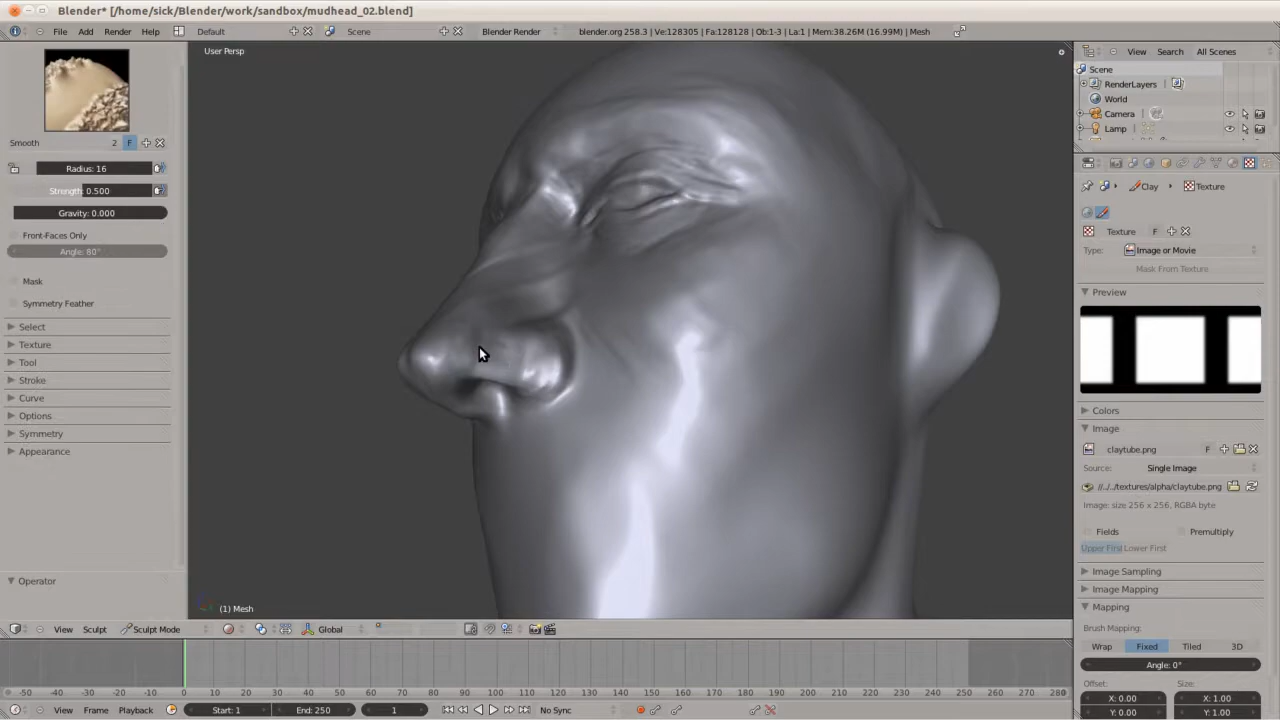 Blender* [/home/sick/Blender/work/sandbox/mudhead_02.blend]
File Add Render Help Default Scene Blender Render blender.org 258.3 | Ve:128305 | Fa:128128 | Ob:1-3 | La:1 | Mem:38.26M (16.99M) | Mesh
User Persp
View Search All Scenes
Scene
RenderLayers
World
Camera
Lamp
Smooth 2 F
Radius: 16
Strength: 0.500
Gravity: 0.000
Front-Faces Only
Angle: 80°
Mask
Symmetry Feather
Select
Texture
Tool
Stroke
Curve
Options
Symmetry
Appearance
Operator
Clay Texture
Texture F
Type: Image or Movie
Mask From Texture
Preview
Colors
Image
claytube.png F
Source: Single Image
//../../textures/alpha/claytube.png
Image: size 256 x 256, RGBA byte
Fields Premultiply
Upper First Lower First
Image Sampling
Image Mapping
Mapping
Brush Mapping:
Wrap Fixed Tiled 3D
Angle: 0°
Offset: Size:
X: 0.00 X: 1.00
Y: 0.00 Y: 1.00
(1) Mesh
View Sculpt Sculpt Mode Global
-50 -40 -30 -20 -10 0 10 20 30 40 50 60 70 80 90 100 110 120 130 140 150 160 170 180 190 200 210 220 230 240 250 260 270 280
View Frame Playback Start: 1 End: 250 1 No Sync